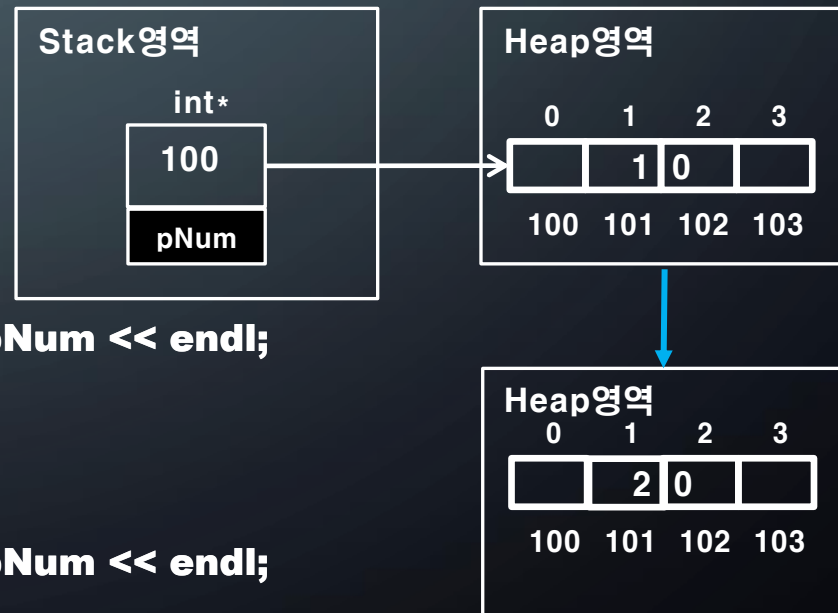 Stack영역
int*
100
pNum
Heap영역
0 1 2 3
1 0
100 101 102 103
pNum << endl;
Heap영역
0 1 2 3
2 0
100 101 102 103
pNum << endl;